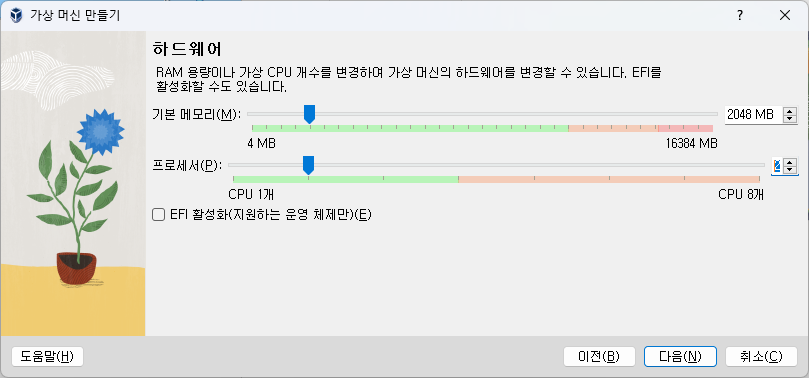 가상 머신 만들기
?
하드웨어
RAM 용량이나 가상 CPU 개수를 변경하여 가상 머신의 하드웨어를 변경할 수 있습니다. EFI를
활성화할 수도 있습니다.
기본 메모리(M):
2048 MB
4 MB
16384 MB
프로세서(P):
2
CPU 1개
CPU 8개
EFI 활성화(지원하는 운영 체제만)(E)
도움말(H)
이전(B)
다음(N)
취소(C)